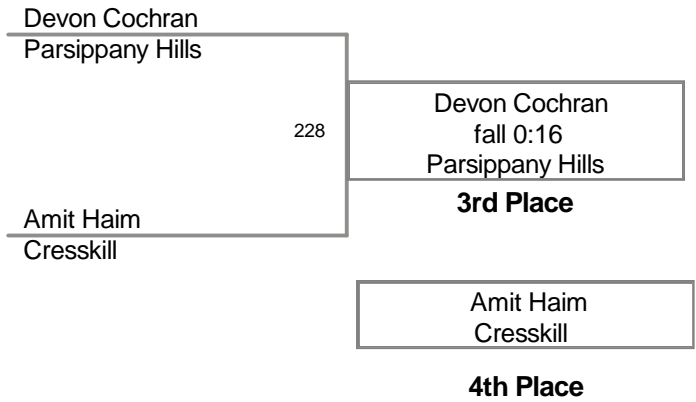 Devon Cochran
Parsippany Hills
228
Devon Cochran
fall 0:16
Parsippany Hills
3rd Place
Amit Haim
Cresskill
Amit Haim
Cresskill
4th Place